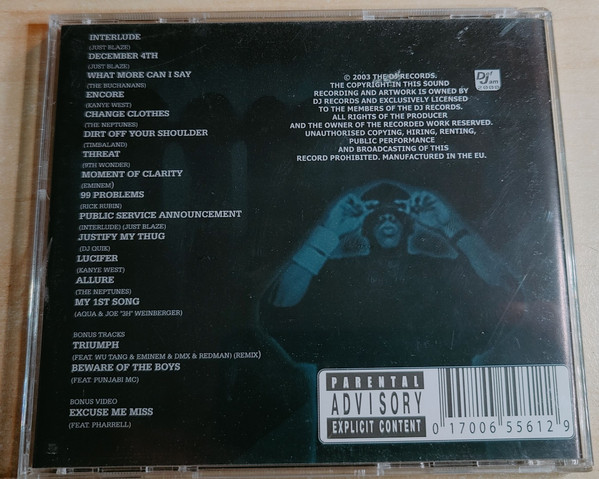 INTERLUDE
(JUST BLAZE)
DECEMBER 4TH
(JUST BLAZE)
WHAT MORE CAN I SAY
(THE BUCHANANS)
ENCORE
(KANYE WEST)
CHANGE CLOTHES
(THE NEPTUNES)
DIRT OFF YOUR SHOULDER
(TIMBALAND)
THREAT
(9TH WONDER)
MOMENT OF CLARITY
(EMINEM)
99 PROBLEMS
(RICK RUBIN)
PUBLIC SERVICE ANNOUNCEMENT
(INTERLUDE) (JUST BLAZE)
JUSTIFY MY THUG
(DJ QUIK)
LUCIFER
(KANYE WEST)
ALLURE
(THE NEPTUNES)
MY 1ST SONG
(AQUA & JOE "3H" WEINBERGER)
BONUS TRACKS
TRIUMPH
(FEAT. WU TANG & EMINEM & DMX & REDMAN) (REMIX)
BEWARE OF THE BOYS
(FEAT. PUNJABI MC)
BONUS VIDEO
EXCUSE ME MISS
(FEAT. PHARRELL)
© 2003 THE DJ RECORDS.
THE COPYRIGHT IN THIS SOUND
RECORDING AND ARTWORK IS OWNED BY
DJ RECORDS AND EXCLUSIVELY LICENSED
TO THE MEMBERS OF THE DJ RECORDS.
ALL RIGHTS OF THE PRODUCER
AND THE OWNER OF THE RECORDED WORK RESERVED.
UNAUTHORISED COPYING, HIRING, RENTING,
PUBLIC PERFORMANCE
AND BROADCASTING OF THIS
RECORD PROHIBITED. MANUFACTURED IN THE EU.
Def Jam
2000
PARENTAL
ADVISORY
EXPLICIT CONTENT
0 17006 55612 9